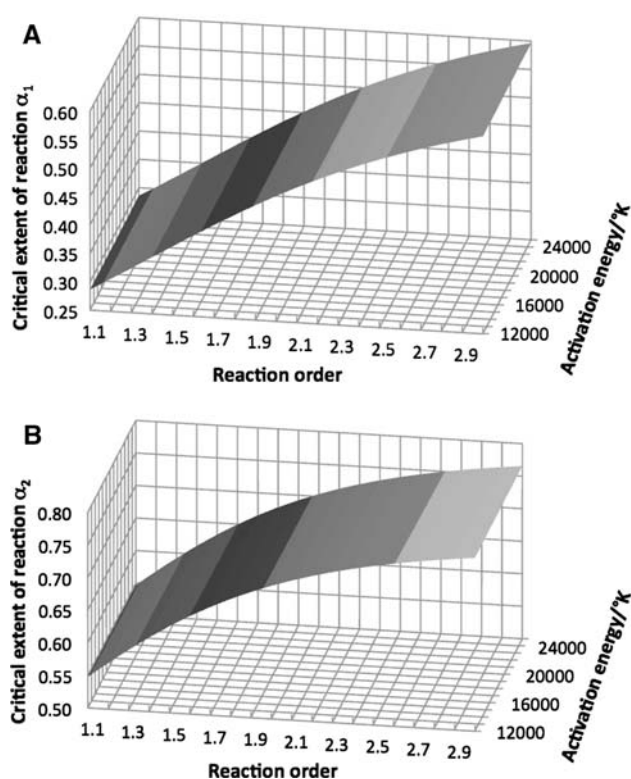 A
Critical extent of reaction α1
0.60
0.55
0.50
0.45
0.40
0.35
0.30
0.25
1.1 1.3 1.5 1.7 1.9 2.1 2.3 2.5 2.7 2.9
Reaction order
24000
20000
16000
12000
Activation energy/°K
B
Critical extent of reaction α2
0.80
0.75
0.70
0.65
0.60
0.55
0.50
1.1 1.3 1.5 1.7 1.9 2.1 2.3 2.5 2.7 2.9
Reaction order
24000
20000
16000
12000
Activation energy/°K